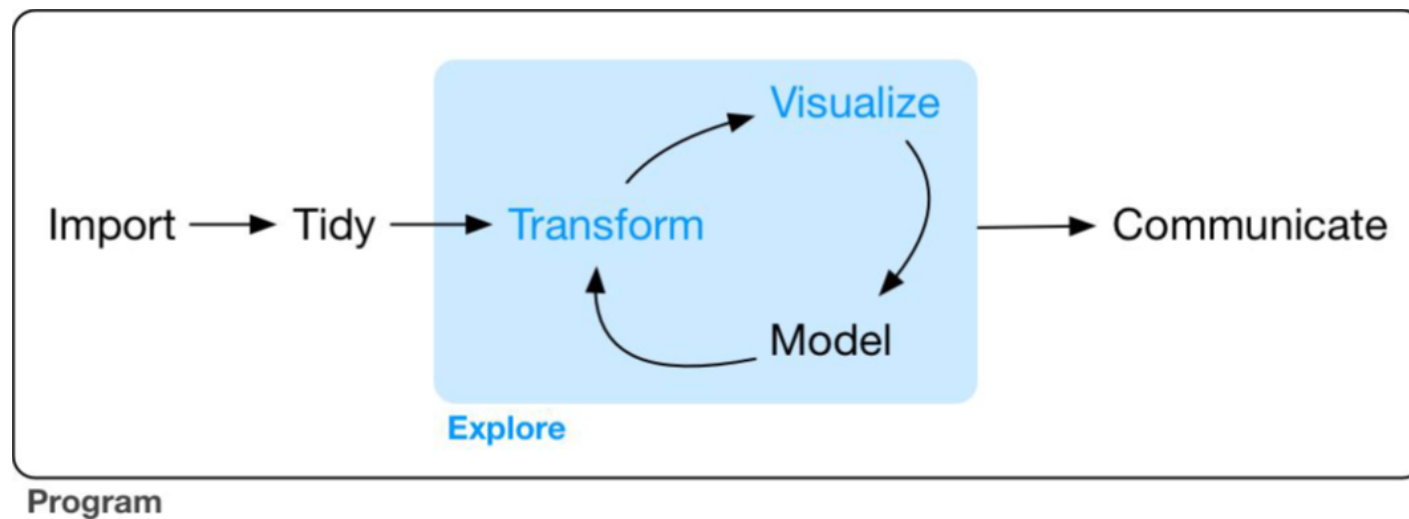 Visualize
Import
Tidy
Transform
Communicate
Model
Explore
Program